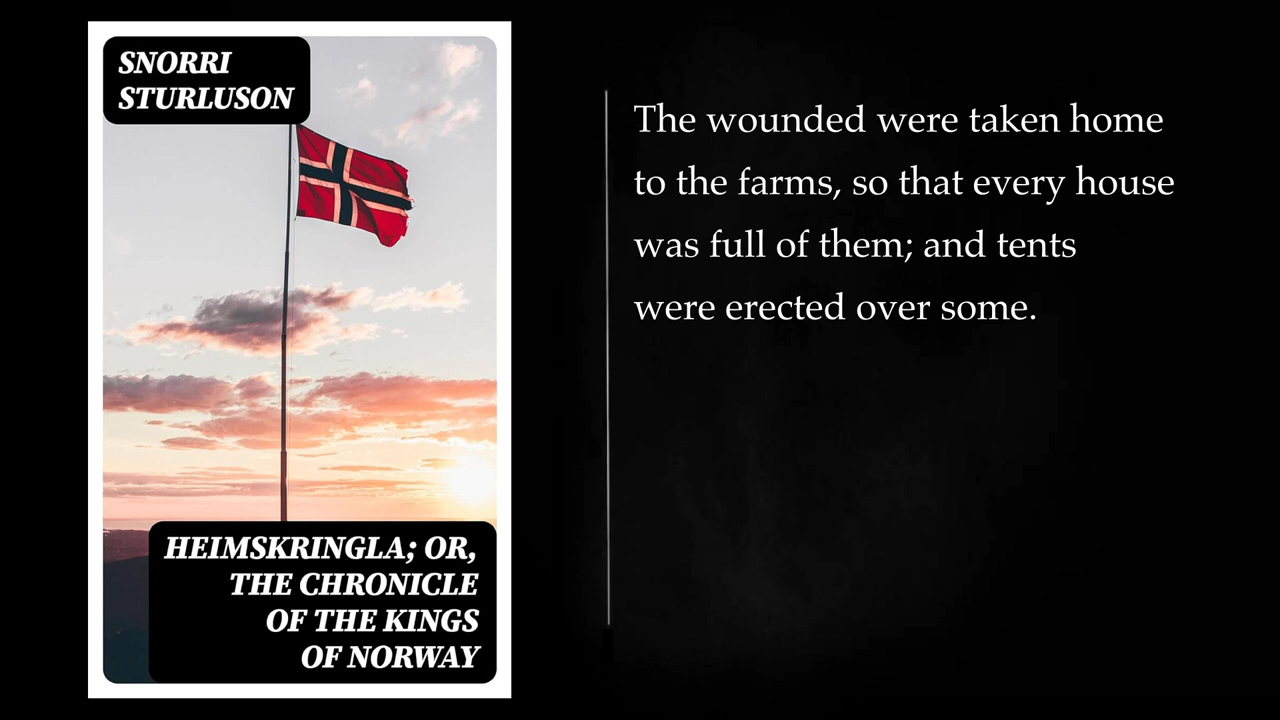 SNORRI
STURLUSON
HEIMSKRINGLA; OR,
THE CHRONICLE
OF THE KINGS
OF NORWAY
The wounded were taken home
to the farms, so that every house
was full of them; and tents
were erected over some.